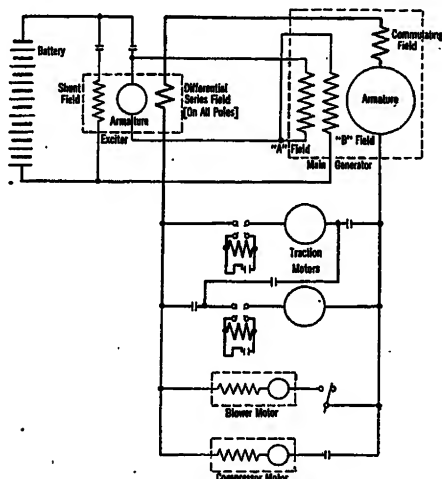 Battery
Commutating
Field
Shunt
Field
Armature
Differential
Series Field
[On All Poles]
Exciter
Armature
"A" Field
"B" Field
Main Generator
Traction
Motors
Blower Motor
Compressor Motor